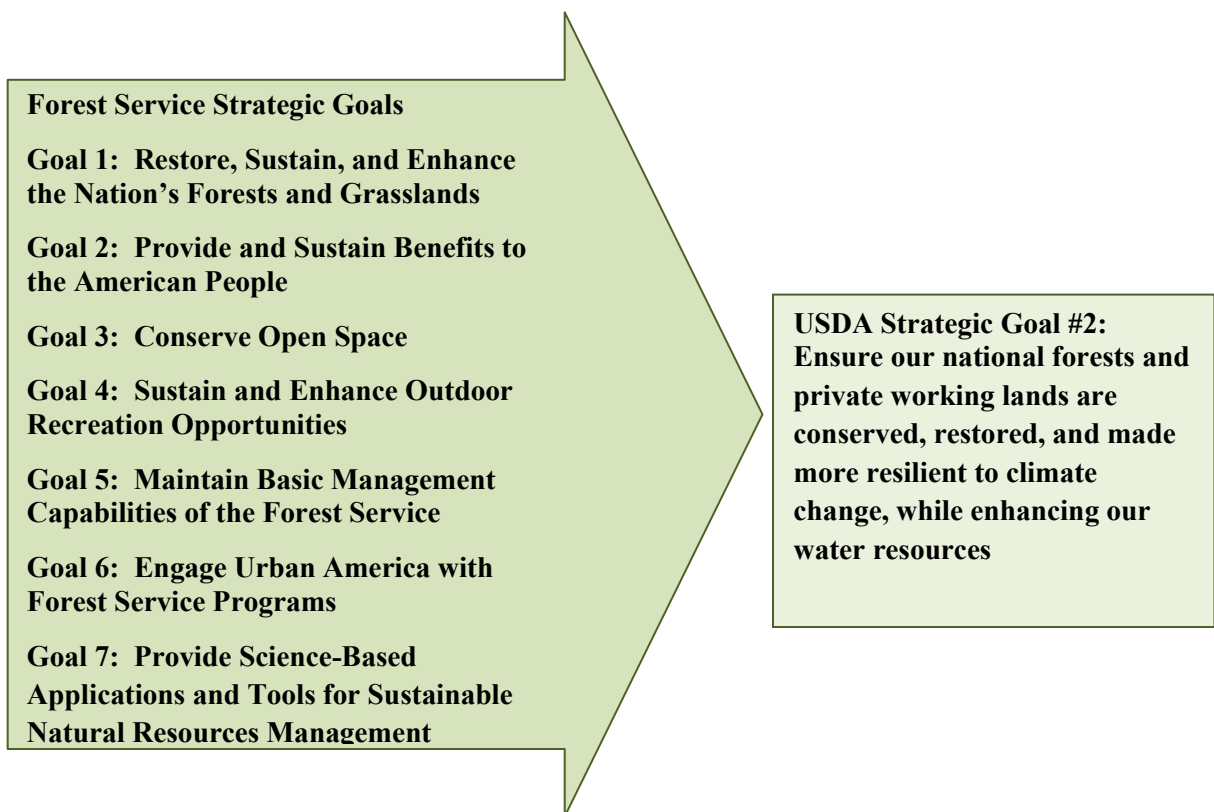 Forest Service Strategic Goals
Goal 1:  Restore, Sustain, and Enhance
the Nation’s Forests and Grasslands
Goal 2:  Provide and Sustain Benefits to
the American People
Goal 3:  Conserve Open Space
Goal 4:  Sustain and Enhance Outdoor
Recreation Opportunities
Goal 5:  Maintain Basic Management
Capabilities of the Forest Service
Goal 6:  Engage Urban America with
Forest Service Programs
Goal 7:  Provide Science-Based
Applications and Tools for Sustainable
Natural Resources Management
USDA Strategic Goal #2:
Ensure our national forests and
private working lands are
conserved, restored, and made
more resilient to climate
change, while enhancing our
water resources